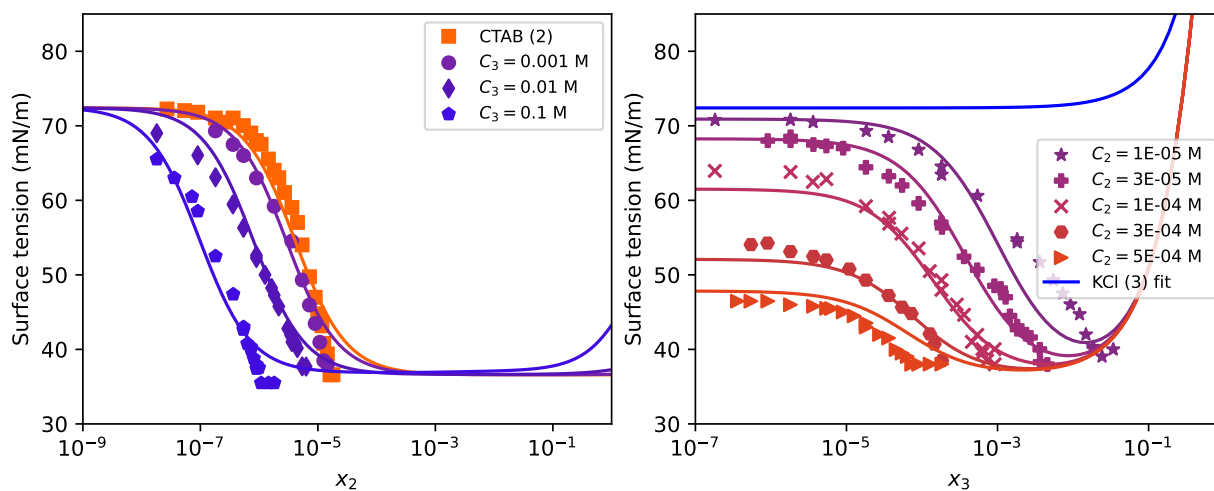 80
70
60
50
40
30
Surface tension (mN/m)
10⁻⁹
10⁻⁷
10⁻⁵
10⁻³
10⁻¹
x₂
CTAB (2)
C₃ = 0.001 M
C₃ = 0.01 M
C₃ = 0.1 M
80
70
60
50
40
30
Surface tension (mN/m)
10⁻⁷
10⁻⁵
10⁻³
10⁻¹
x₃
C₂ = 1E-05 M
C₂ = 3E-05 M
C₂ = 1E-04 M
C₂ = 3E-04 M
C₂ = 5E-04 M
KCl (3) fit